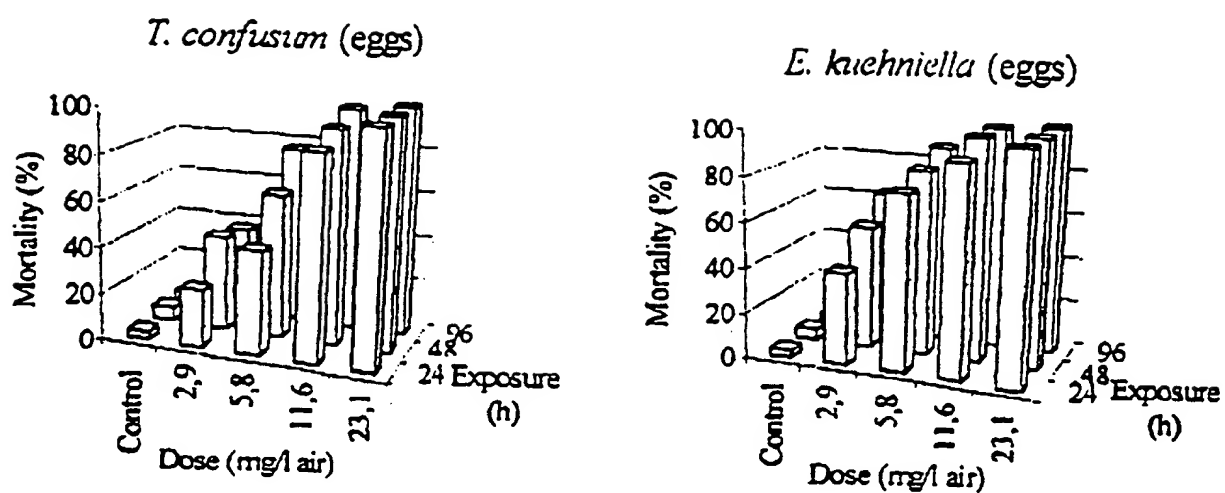 T. confusum (eggs)
Mortality (%)
100
80
60
40
20
0
Control
2,9
5,8
11,6
23,1
24
48
96
Exposure
(h)
Dose (mg/l air)
E. kuehniella (eggs)
Mortality (%)
100
80
60
40
20
0
Control
2,9
5,8
11,6
23,1
24
48
96
Exposure
(h)
Dose (mg/l air)